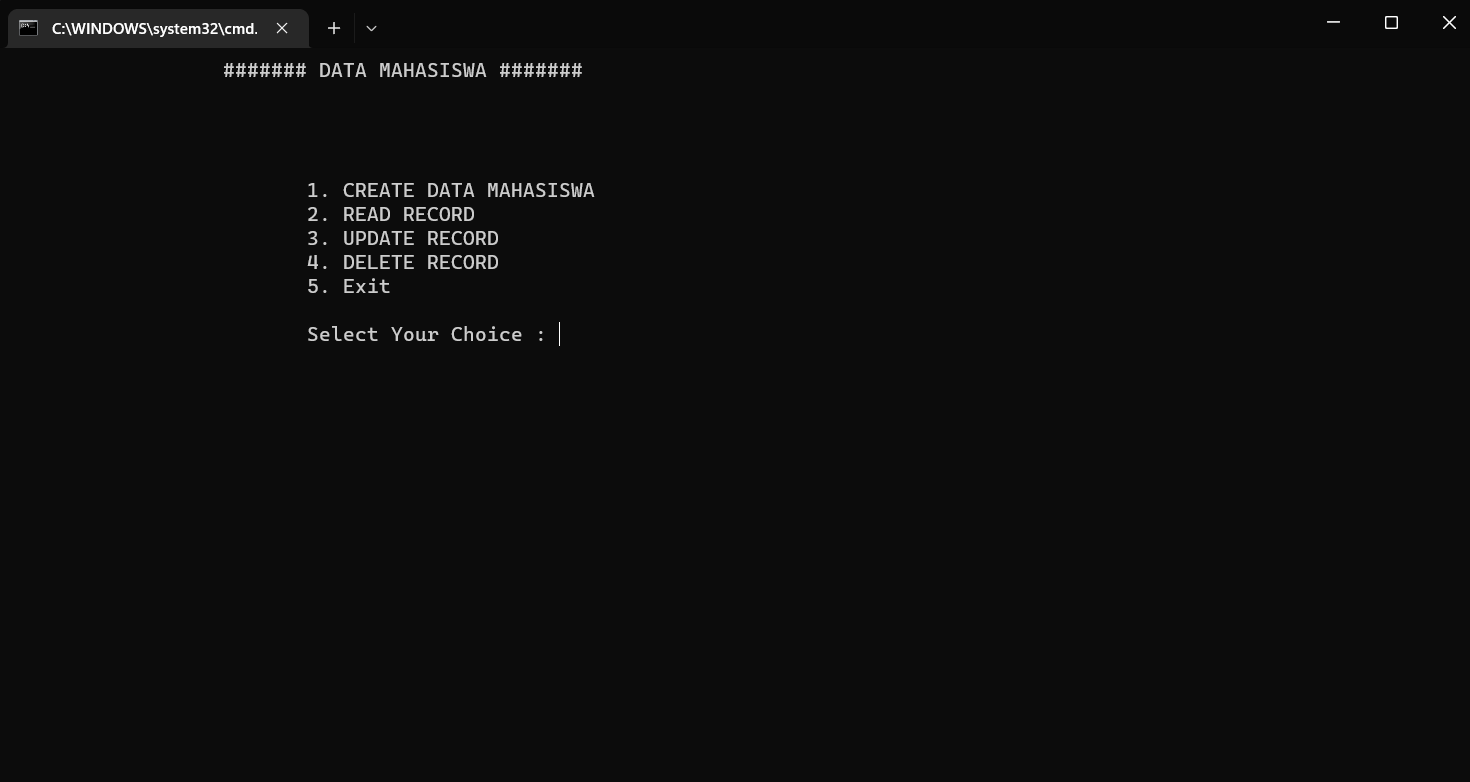 C:\WINDOWS\system32\cmd.
####### DATA MAHASISWA #######
1. CREATE DATA MAHASISWA
2. READ RECORD
3. UPDATE RECORD
4. DELETE RECORD
5. Exit
Select Your Choice :